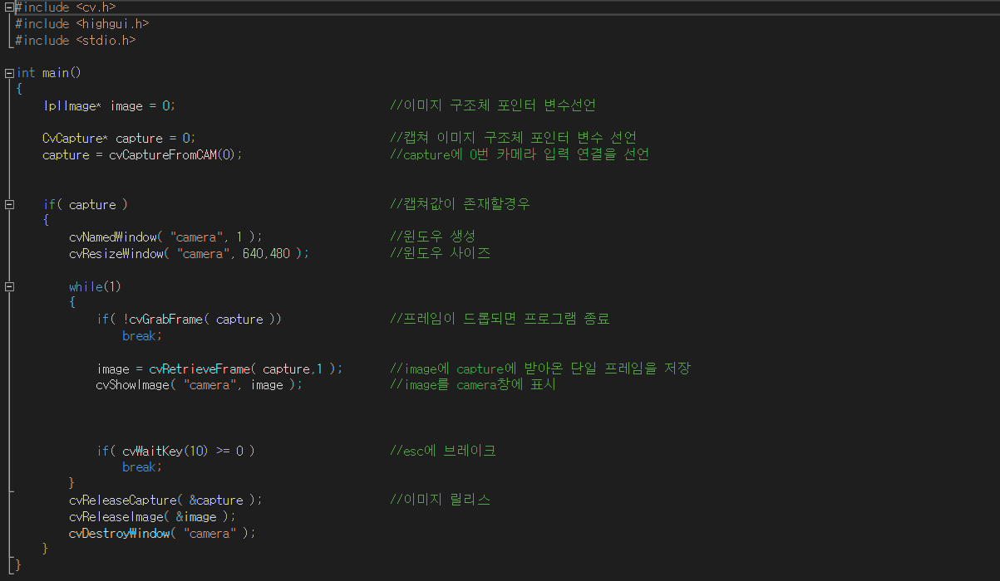 #include <cv.h>
#include <highgui.h>
#include <stdio.h>
int main()
{
IplImage* image = 0; //이미지 구조체 포인터 변수선언
CvCapture* capture = 0; //캡쳐 이미지 구조체 포인터 변수 선언
capture = cvCaptureFromCAM(0); //capture에 0번 카메라 입력 연결을 선언
if( capture ) //캡쳐값이 존재할경우
{
cvNamedWindow( "camera", 1 ); //윈도우 생성
cvResizeWindow( "camera", 640,480 ); //윈도우 사이즈
while(1)
{
if( !cvGrabFrame( capture )) //프레임이 드롭되면 프로그램 종료
break;
image = cvRetrieveFrame( capture,1 ); //image에 capture에 받아온 단일 프레임을 저장
cvShowImage( "camera", image ); //image를 camera창에 표시
if( cvWaitKey(10) >= 0 ) //esc에 브레이크
break;
}
cvReleaseCapture( &capture ); //이미지 릴리스
cvReleaseImage( &image );
cvDestroyWindow( "camera" );
}
}